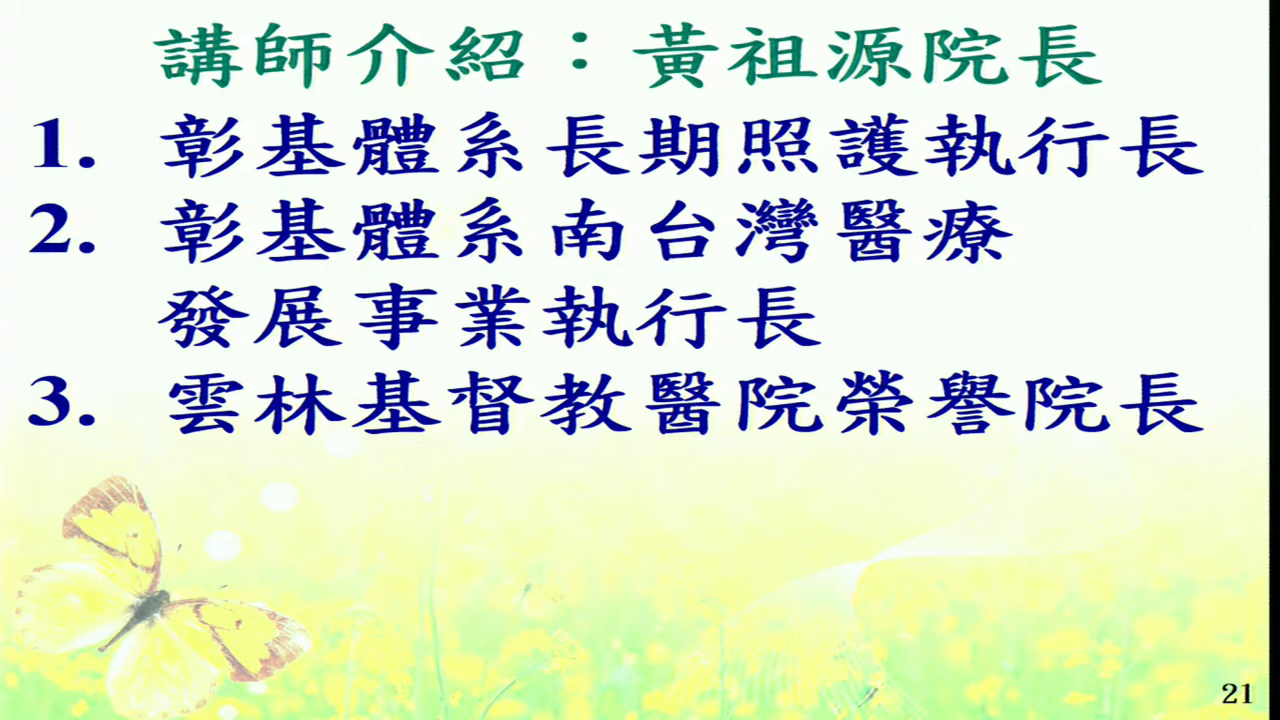 講師介紹：黃祖源院長
1. 彰基體系長期照護執行長
2. 彰基體系南台灣醫療
發展事業執行長
3. 雲林基督教醫院榮譽院長
21